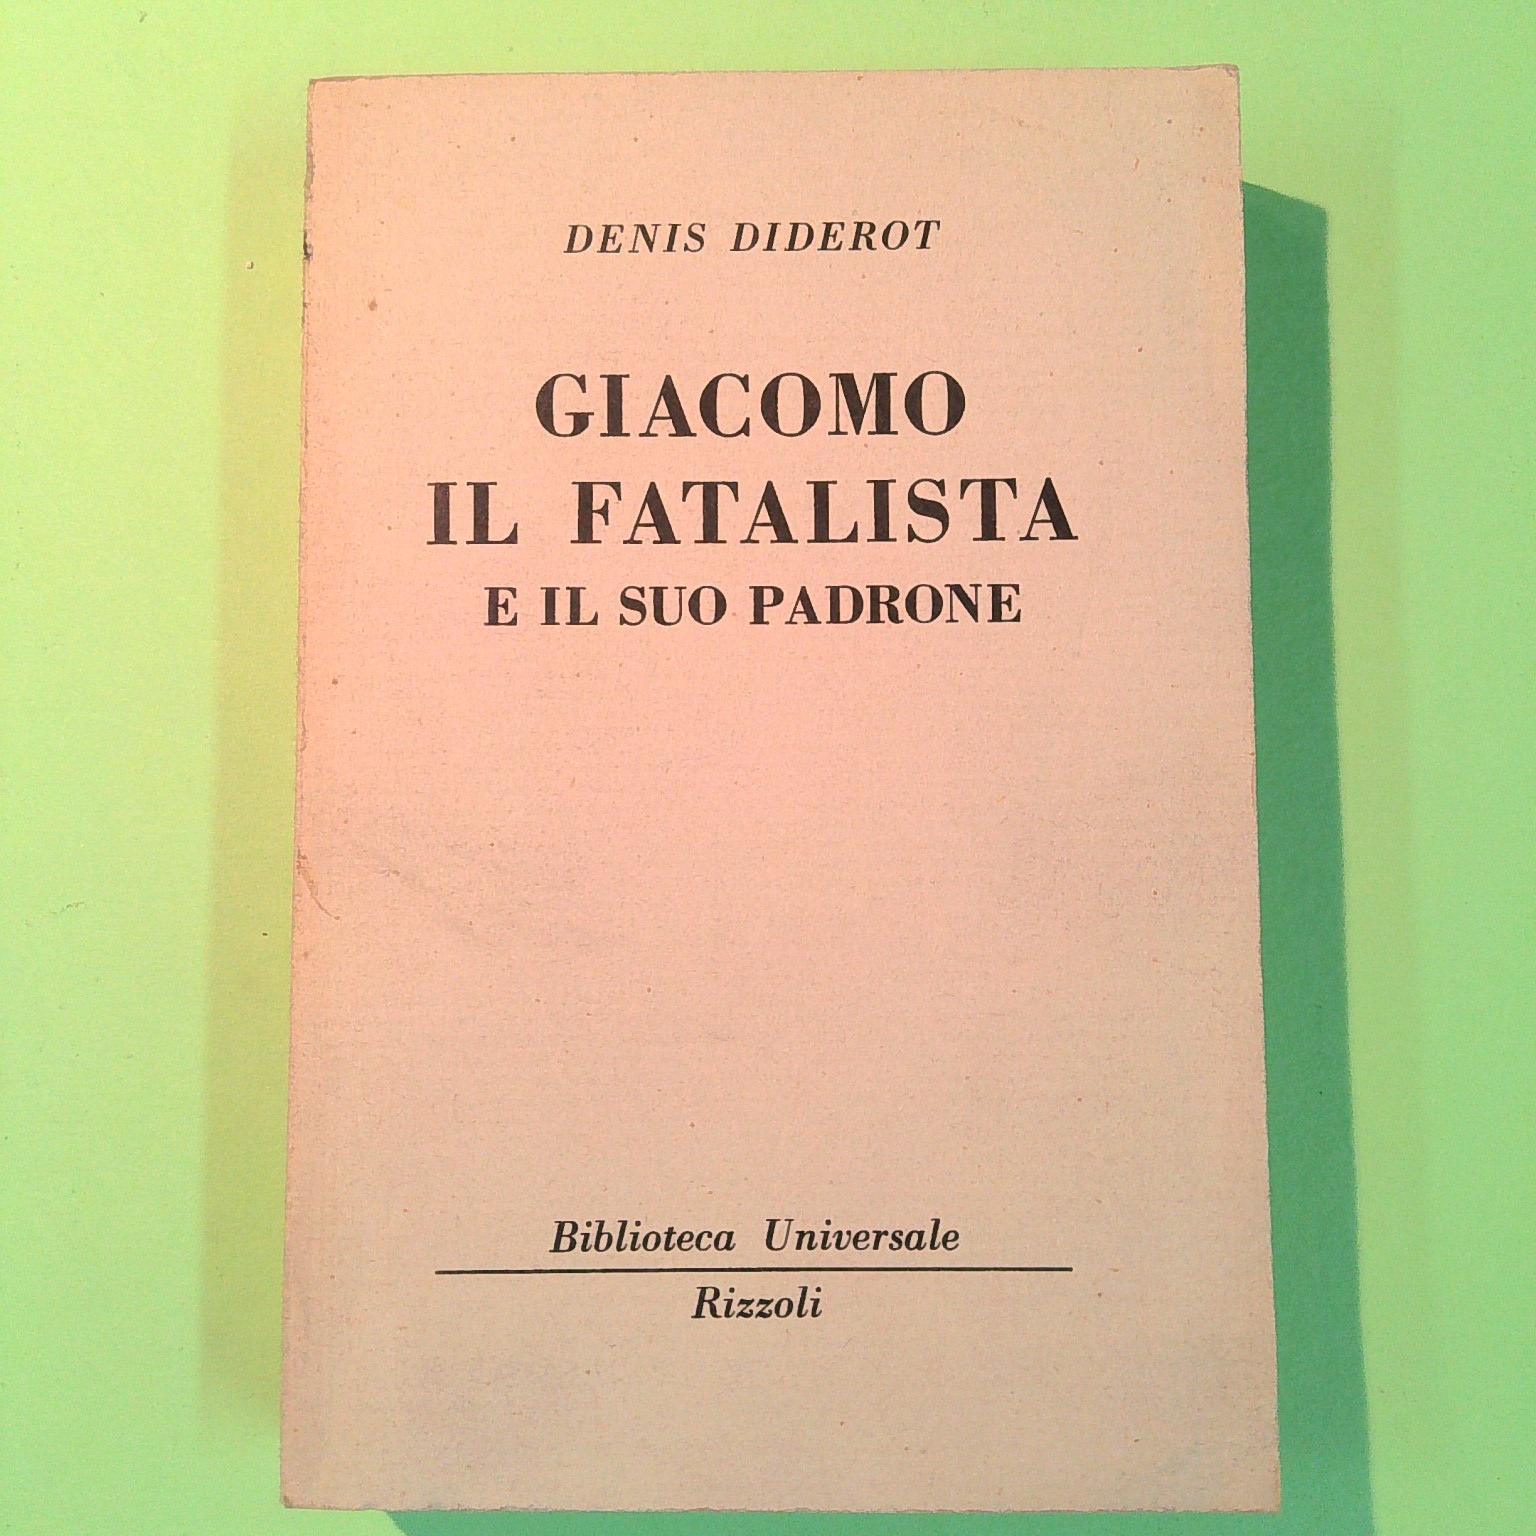 DENIS DIDEROT
GIACOMO
IL FATALISTA
E IL SUO PADRONE
Biblioteca Universale
Rizzoli